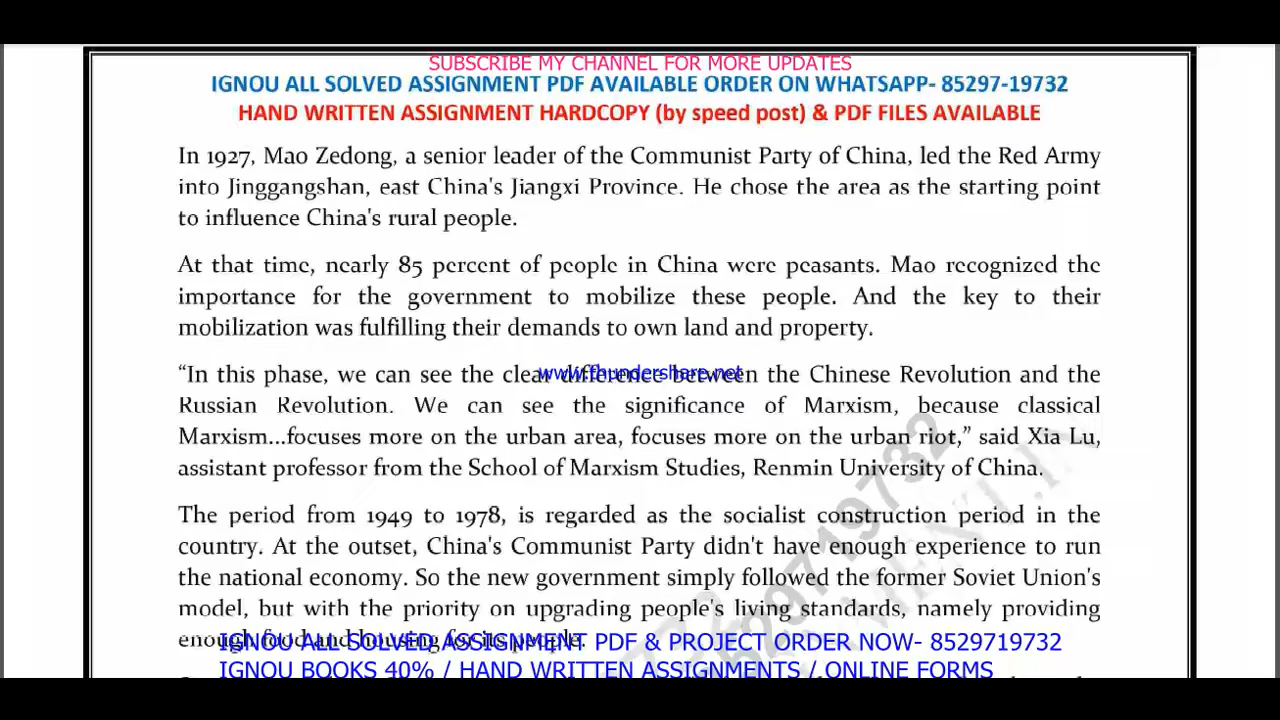 SUBSCRIBE MY CHANNEL FOR MORE UPDATES
IGNOU ALL SOLVED ASSIGNMENT PDF AVAILABLE ORDER ON WHATSAPP- 85297-19732
HAND WRITTEN ASSIGNMENT HARDCOPY (by speed post) & PDF FILES AVAILABLE
In 1927, Mao Zedong, a senior leader of the Communist Party of China, led the Red Army
into Jinggangshan, east China's Jiangxi Province. He chose the area as the starting point
to influence China's rural people.
At that time, nearly 85 percent of people in China were peasants. Mao recognized the
importance for the government to mobilize these people. And the key to their
mobilization was fulfilling their demands to own land and property.
“In this phase, we can see the clear difference between the Chinese Revolution and the
www.thundershare.net
Russian Revolution. We can see the significance of Marxism, because classical
Marxism...focuses more on the urban area, focuses more on the urban riot,” said Xia Lu,
assistant professor from the School of Marxism Studies, Renmin University of China.
The period from 1949 to 1978, is regarded as the socialist construction period in the
country. At the outset, China's Communist Party didn't have enough experience to run
the national economy. So the new government simply followed the former Soviet Union's
model, but with the priority on upgrading people's living standards, namely providing
enough food and housing for its people.
IGNOU ALL SOLVED ASSIGNMENT PDF & PROJECT ORDER NOW- 8529719732
IGNOU BOOKS 40% / HAND WRITTEN ASSIGNMENTS / ONLINE FORMS
8529719732